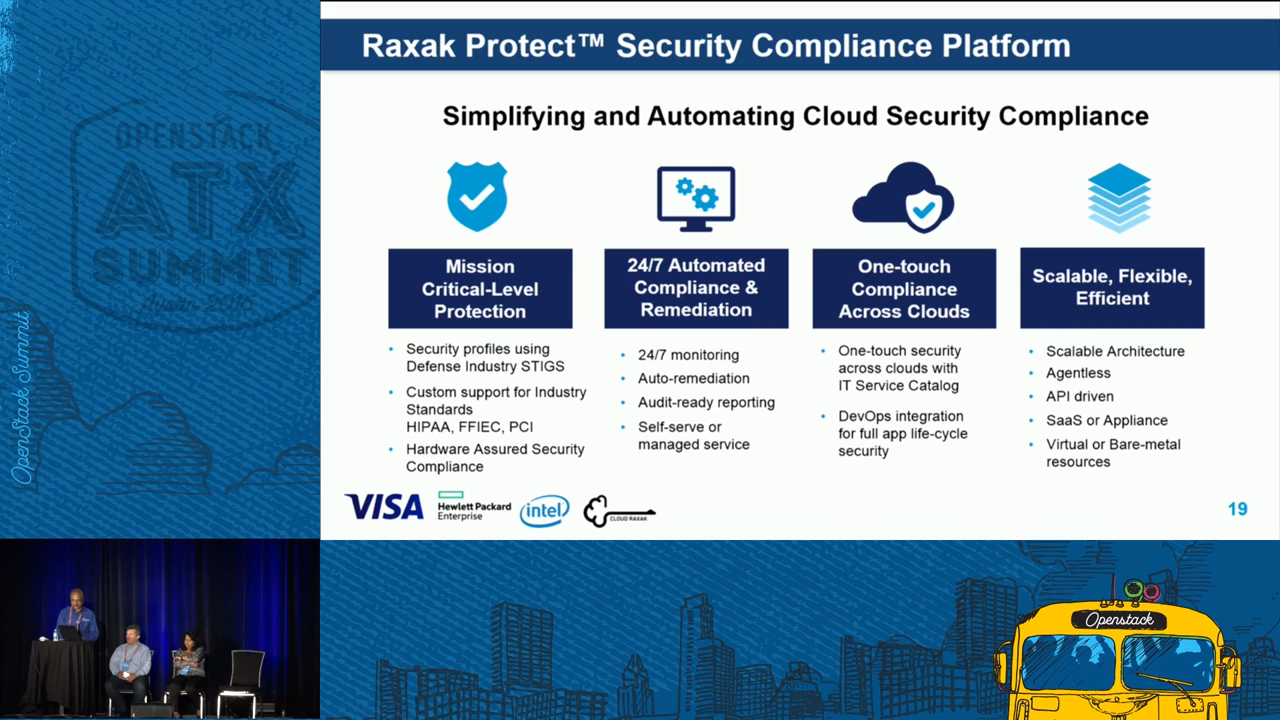 Raxak Protect™ Security Compliance Platform
Simplifying and Automating Cloud Security Compliance
Mission
Critical-Level
Protection
• Security profiles using
Defense Industry STIGS
• Custom support for Industry
Standards
HIPAA, FFIEC, PCI
• Hardware Assured Security
Compliance
24/7 Automated
Compliance &
Remediation
• 24/7 monitoring
• Auto-remediation
• Audit-ready reporting
• Self-serve or
managed service
One-touch
Compliance
Across Clouds
• One-touch security
across clouds with
IT Service Catalog
• DevOps integration
for full app life-cycle
security
Scalable, Flexible,
Efficient
• Scalable Architecture
• Agentless
• API driven
• SaaS or Appliance
• Virtual or Bare-metal
resources
VISA
Hewlett Packard
Enterprise
intel
CLOUD RAXAK
19
OPENSTACK
ATX
SUMMIT
OpenStack Summit
Openstack